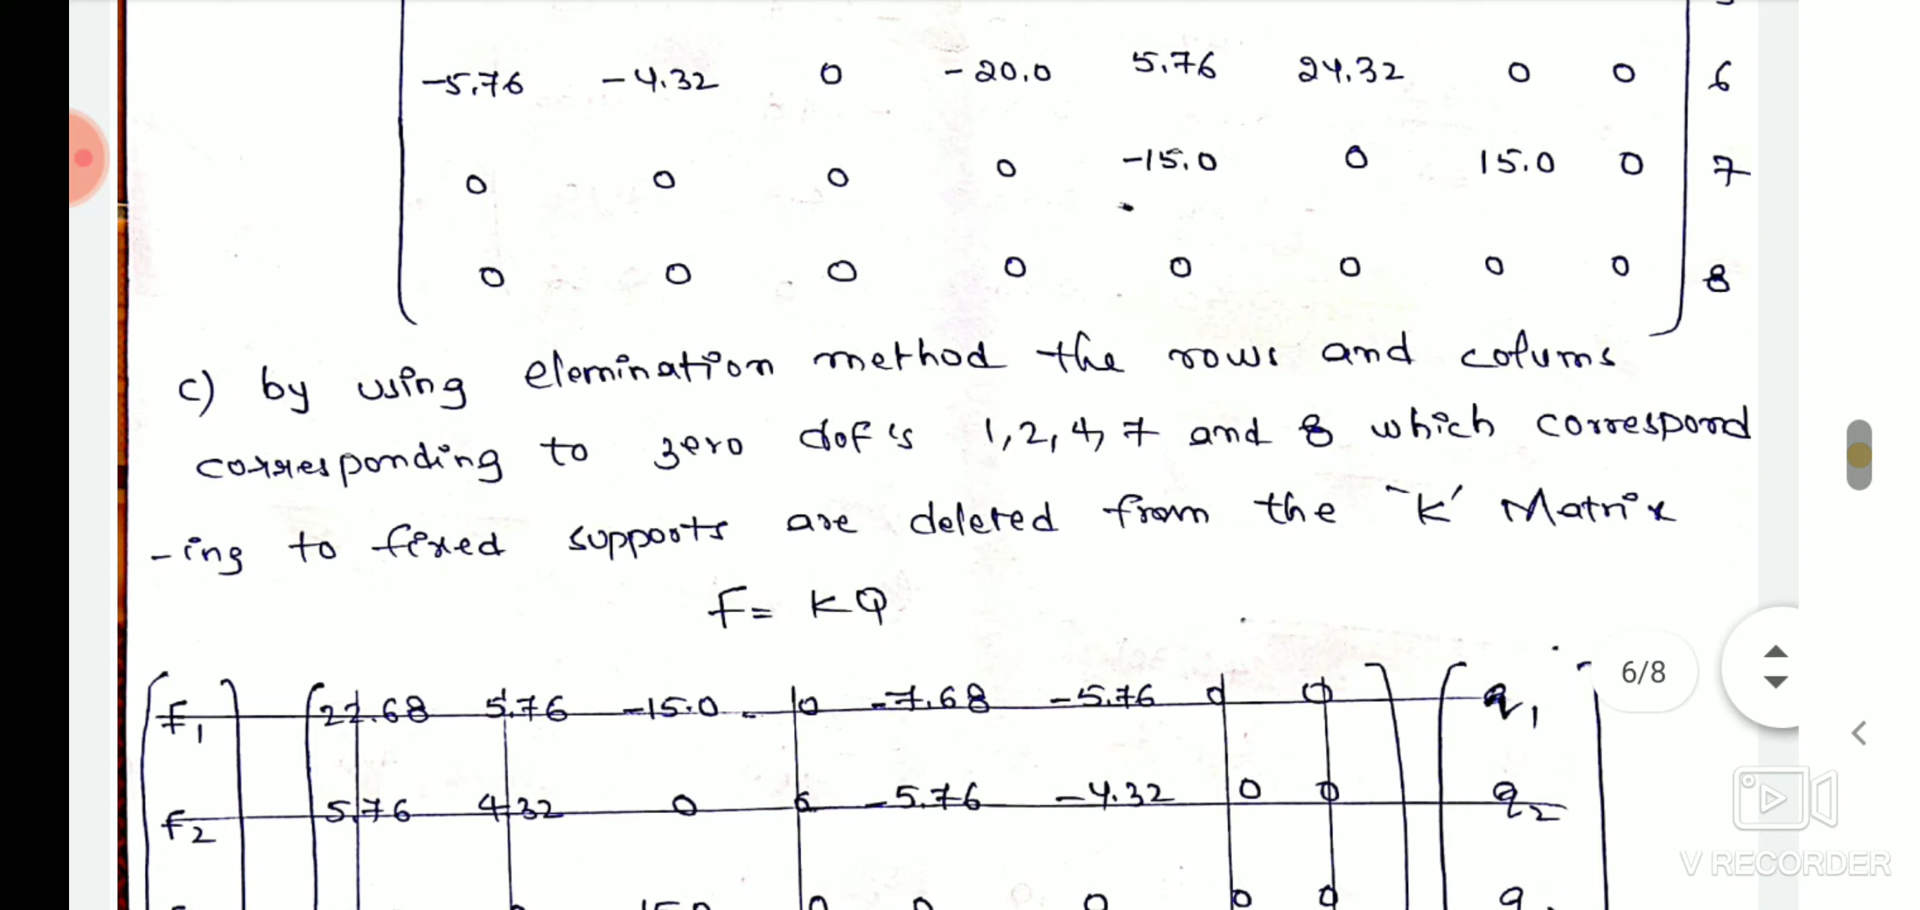 -5.76 -4.32 0 -20.0 5.76 24.32 0 0 6
0 0 0 0 -15.0 0 15.0 0 7
0 0 0 0 0 0 0 0 8
c) by using elemination method the rows and colums
corresponding to zero dof's 1,2,4,7 and 8 which correspond
-ing to fixed supports are deleted from the "K" Matrix
F = KQ
F1 22.68 5.76 -15.0 0 -7.68 -5.76 0 0 q1
F2 5.76 4.32 0 0 -5.76 -4.32 0 0 q2
6/8
V RECORDER